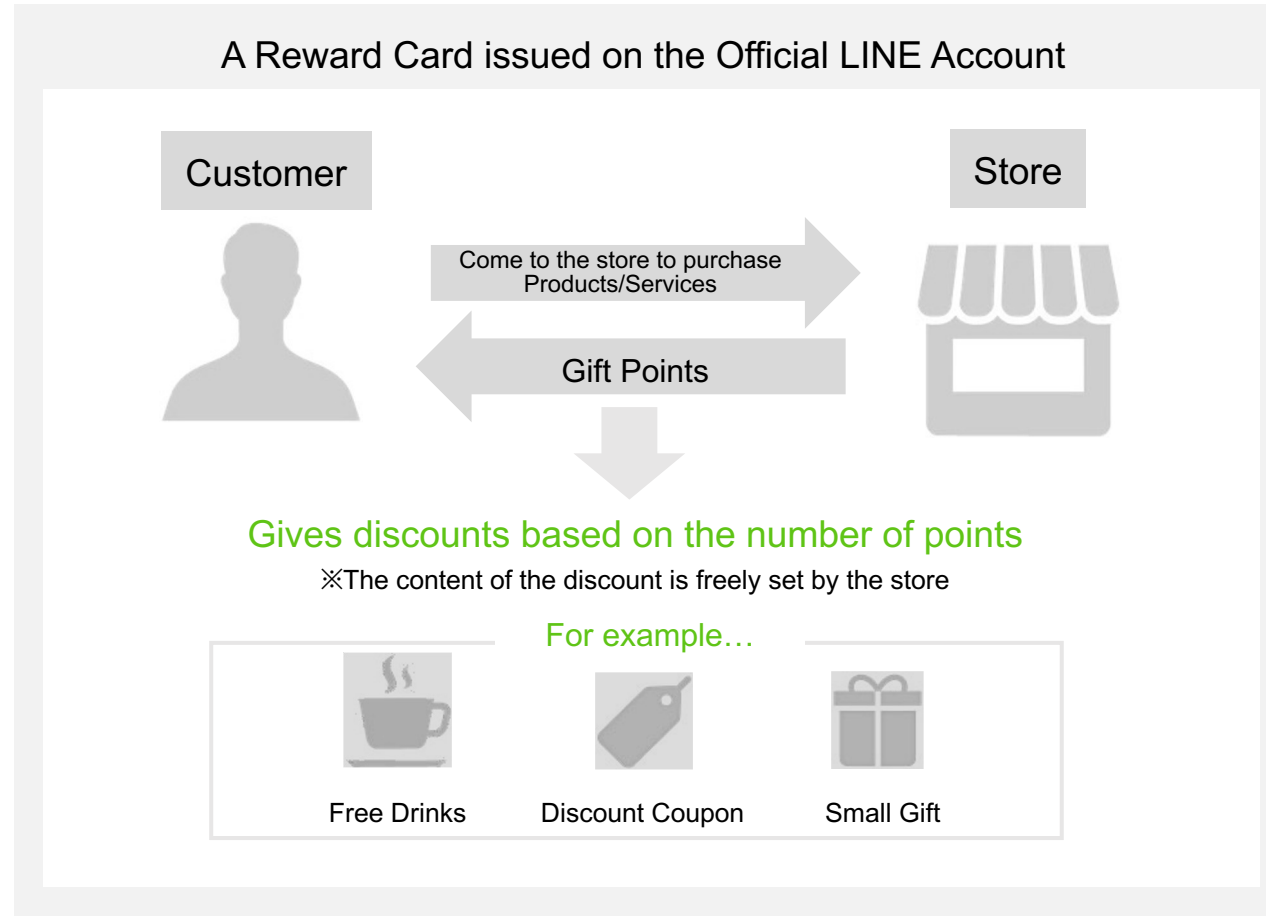 A Reward Card issued on the Official LINE Account
Customer
Store
Come to the store to purchase
Products/Services
Gift Points
Gives discounts based on the number of points
※The content of the discount is freely set by the store
For example…
Free Drinks
Discount Coupon
Small Gift